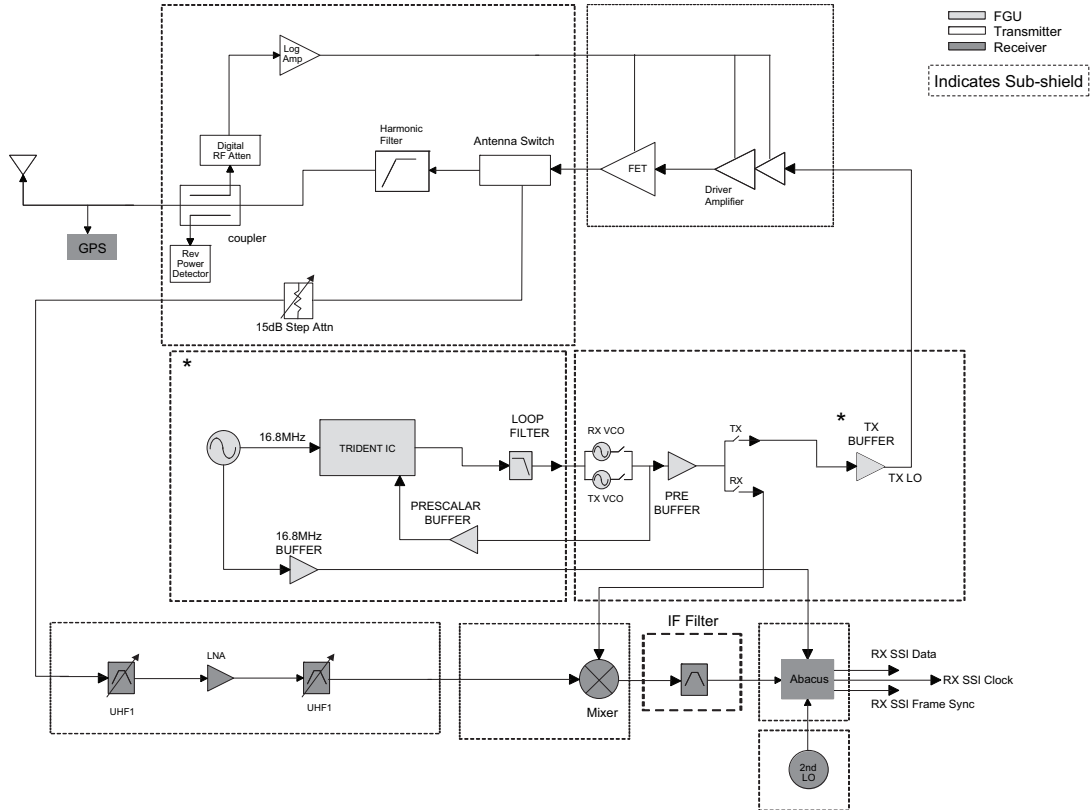 FGU
Transmitter
Receiver
Indicates Sub-shield
Log
Amp
Digital
RF Atten
Harmonic
Filter
Antenna Switch
FET
Driver
Amplifier
coupler
GPS
Rev
Power
Detector
15dB Step Attn
*
16.8MHz
TRIDENT IC
LOOP
FILTER
RX VCO
TX VCO
PRE
BUFFER
TX
RX
*
TX
BUFFER
TX LO
PRESCALAR
BUFFER
16.8MHz
BUFFER
UHF1
LNA
UHF1
Mixer
IF Filter
Abacus
RX SSI Data
RX SSI Clock
RX SSI Frame Sync
2nd
LO